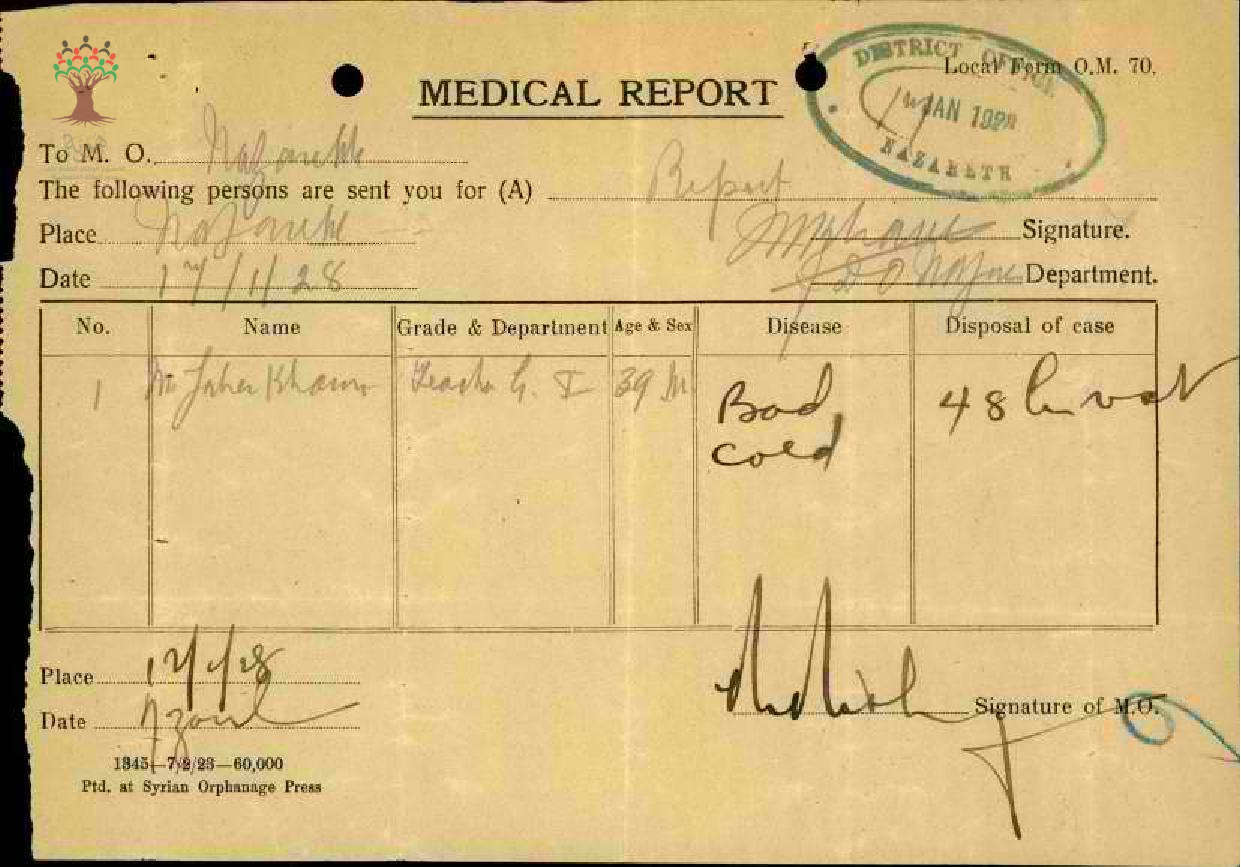 MEDICAL REPORT
Local Form O.M. 70.
DISTRICT OFFICE
17 JAN 1928
NAZARETH
To M. O. Nazareth
The following persons are sent you for (A) Report
Place Nazareth Signature.
Date 17/1/28 D O Department.
No. Name Grade & Department Age & Sex Disease Disposal of case
1 Mr 39 M. Bad cold 48
Place 17/1/28
Date Signature of M.O.
1345—7/2/23—60,000
Ptd. at Syrian Orphanage Press